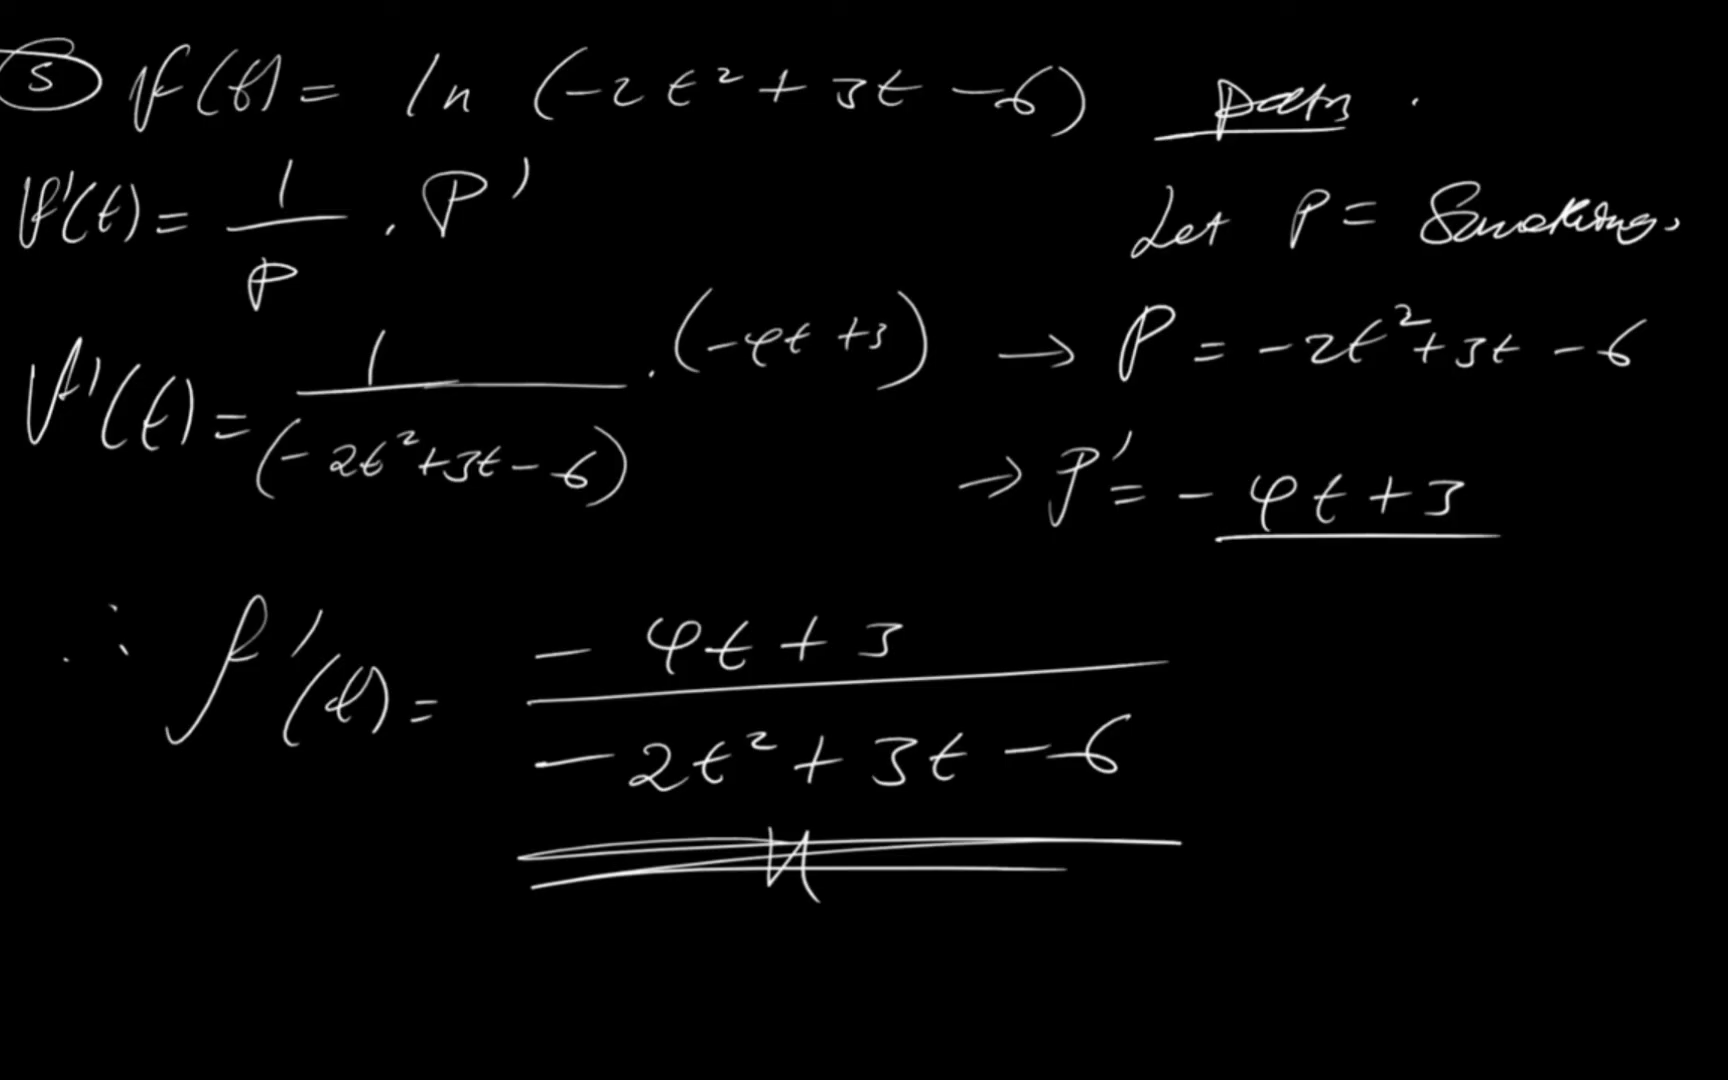 ⑤ f(t) = ln (-2t² + 3t - 6)
f'(t) = 1/P . P'
Let P = Something.
f'(t) = 1/(-2t²+3t-6) . (-4t+3) → P = -2t²+3t-6
→ P' = -4t+3
∴ f'(t) = (-4t+3)/(-2t²+3t-6)